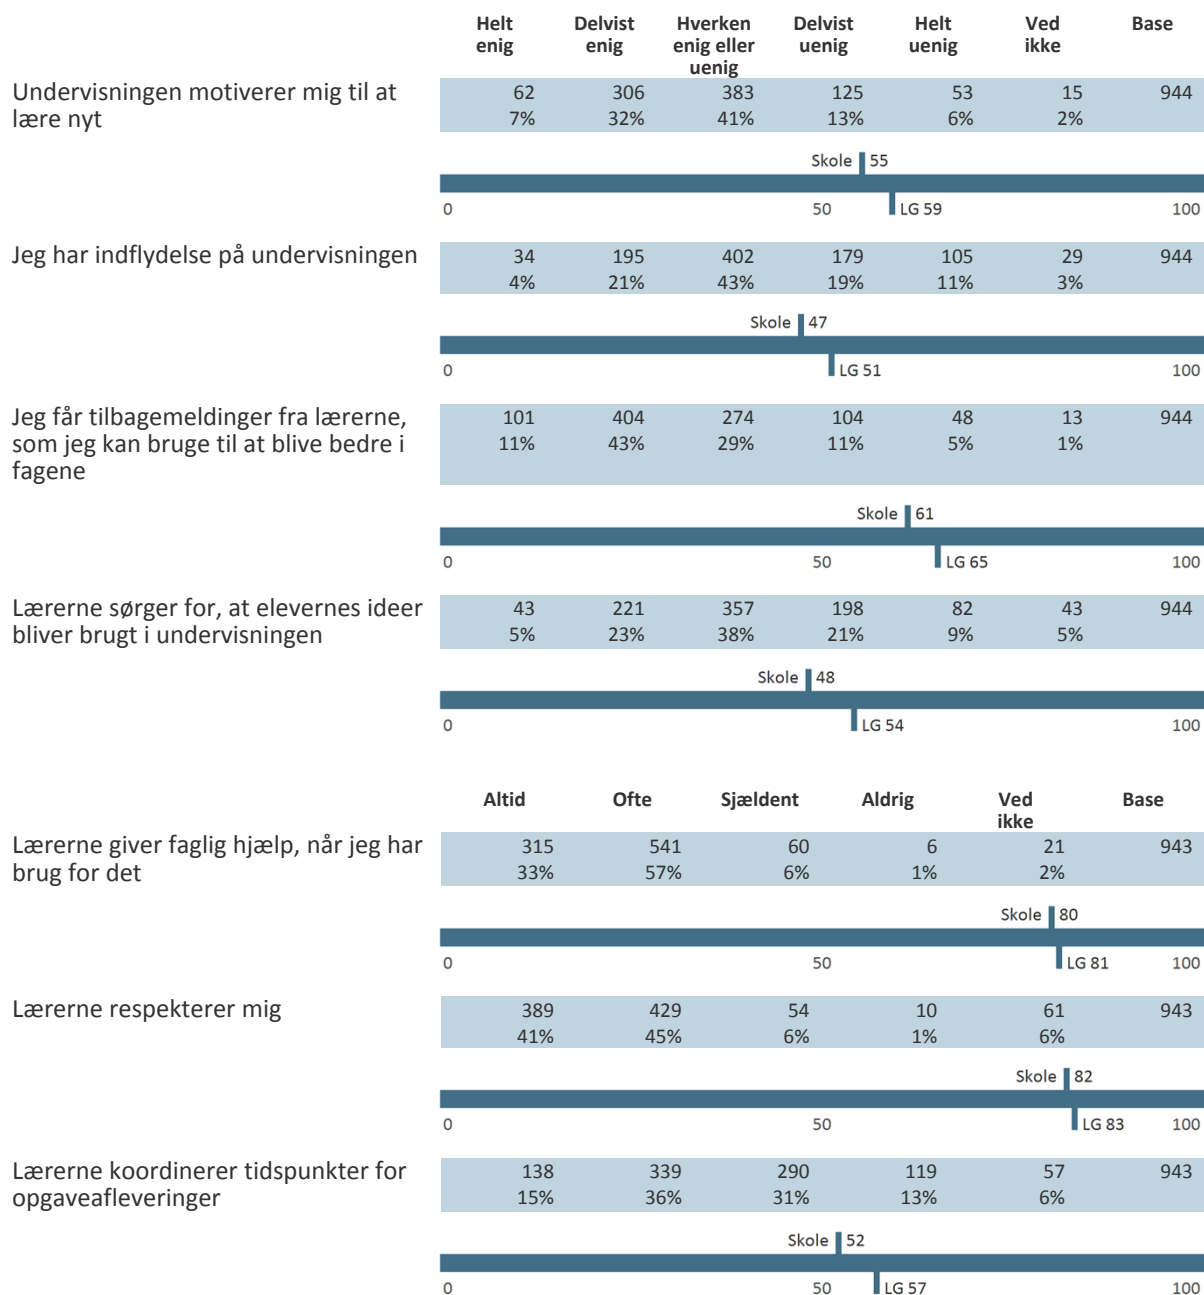 Helt enig Delvist enig Hverken enig eller uenig Delvist uenig Helt uenig Ved ikke Base
Undervisningen motiverer mig til at 62 306 383 125 53 15 944
lære nyt 7% 32% 41% 13% 6% 2%
Skole 55
0 50 LG 59 100
Jeg har indflydelse på undervisningen 34 195 402 179 105 29 944
4% 21% 43% 19% 11% 3%
Skole 47
0 LG 51 100
Jeg får tilbagemeldinger fra lærerne, 101 404 274 104 48 13 944
som jeg kan bruge til at blive bedre i 11% 43% 29% 11% 5% 1%
fagene
Skole 61
0 50 LG 65 100
Lærerne sørger for, at elevernes ideer 43 221 357 198 82 43 944
bliver brugt i undervisningen 5% 23% 38% 21% 9% 5%
Skole 48
0 LG 54 100
Altid Ofte Sjældent Aldrig Ved ikke Base
Lærerne giver faglig hjælp, når jeg har 315 541 60 6 21 943
brug for det 33% 57% 6% 1% 2%
Skole 80
0 50 LG 81 100
Lærerne respekterer mig 389 429 54 10 61 943
41% 45% 6% 1% 6%
Skole 82
0 50 LG 83 100
Lærerne koordinerer tidspunkter for 138 339 290 119 57 943
opgaveafleveringer 15% 36% 31% 13% 6%
Skole 52
0 50 LG 57 100